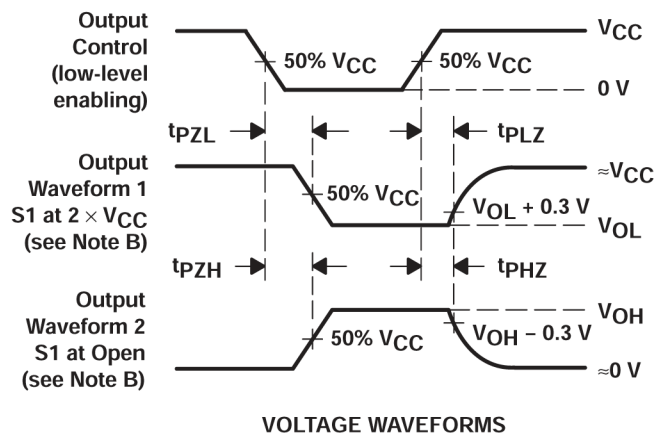 Output
Control
(low-level
enabling)
50% VCC
50% VCC
VCC
0 V
tPZL
tPLZ
Output
Waveform 1
S1 at 2 × VCC
(see Note B)
50% VCC
VOL + 0.3 V
≈VCC
VOL
tPZH
tPHZ
Output
Waveform 2
S1 at Open
(see Note B)
50% VCC
VOH − 0.3 V
VOH
≈0 V
VOLTAGE WAVEFORMS